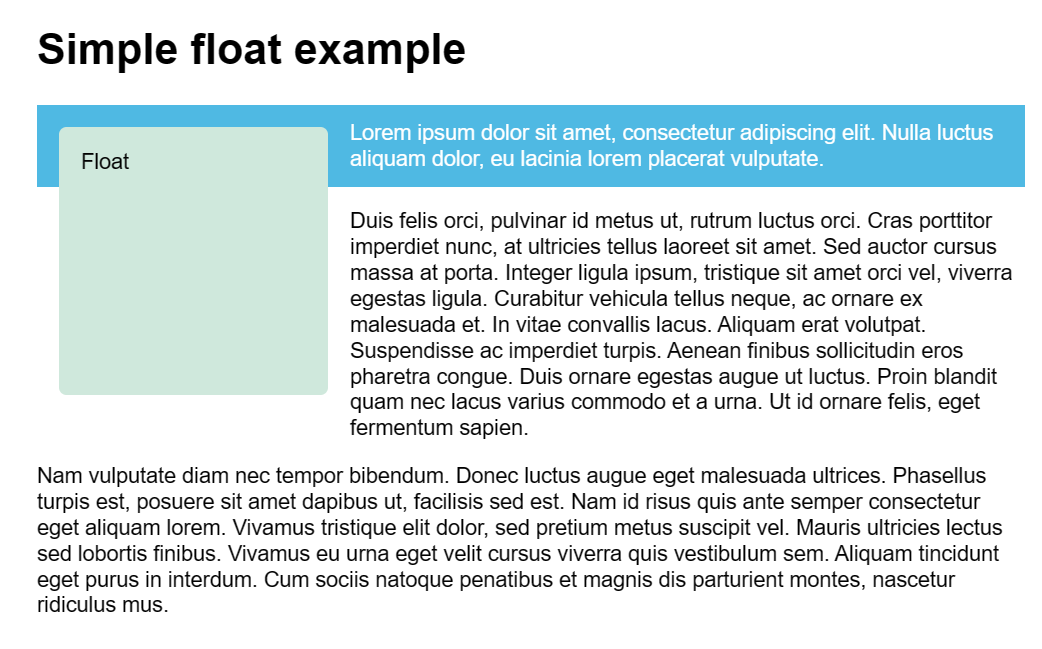 Simple float example
Float
Lorem ipsum dolor sit amet, consectetur adipiscing elit. Nulla luctus
aliquam dolor, eu lacinia lorem placerat vulputate.
Duis felis orci, pulvinar id metus ut, rutrum luctus orci. Cras porttitor
imperdiet nunc, at ultricies tellus laoreet sit amet. Sed auctor cursus
massa at porta. Integer ligula ipsum, tristique sit amet orci vel, viverra
egestas ligula. Curabitur vehicula tellus neque, ac ornare ex
malesuada et. In vitae convallis lacus. Aliquam erat volutpat.
Suspendisse ac imperdiet turpis. Aenean finibus sollicitudin eros
pharetra congue. Duis ornare egestas augue ut luctus. Proin blandit
quam nec lacus varius commodo et a urna. Ut id ornare felis, eget
fermentum sapien.
Nam vulputate diam nec tempor bibendum. Donec luctus augue eget malesuada ultrices. Phasellus
turpis est, posuere sit amet dapibus ut, facilisis sed est. Nam id risus quis ante semper consectetur
eget aliquam lorem. Vivamus tristique elit dolor, sed pretium metus suscipit vel. Mauris ultricies lectus
sed lobortis finibus. Vivamus eu urna eget velit cursus viverra quis vestibulum sem. Aliquam tincidunt
eget purus in interdum. Cum sociis natoque penatibus et magnis dis parturient montes, nascetur
ridiculus mus.